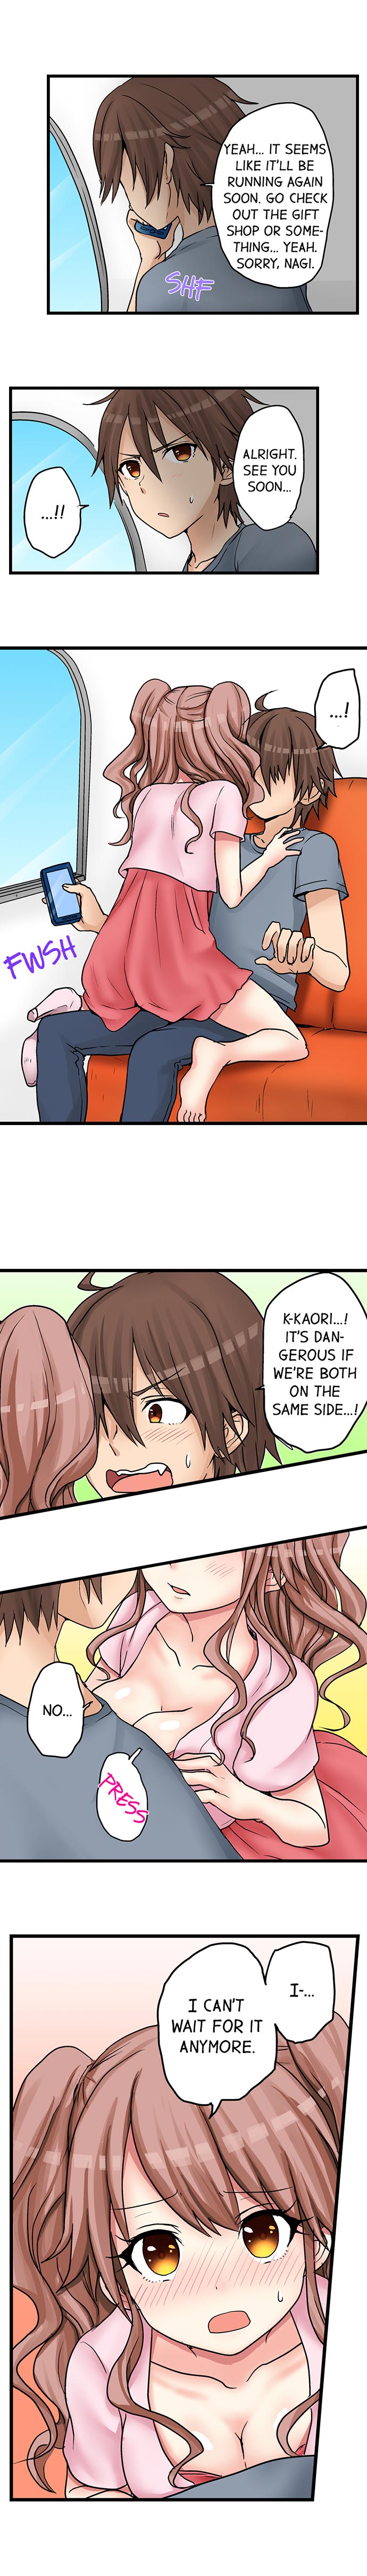 YEAH... IT SEEMS
LIKE IT'LL BE
RUNNING AGAIN
SOON. GO CHECK
OUT THE GIFT
SHOP OR SOME-
THING... YEAH.
SORRY, NAGI.
SHF
ALRIGHT.
SEE YOU
SOON...
...!!
...!
FWSH
K-KAORI...!
IT'S DAN-
GEROUS IF
WE'RE BOTH
ON THE
SAME SIDE...!
NO...
PRESS
I-...
I CAN'T
WAIT FOR IT
ANYMORE.